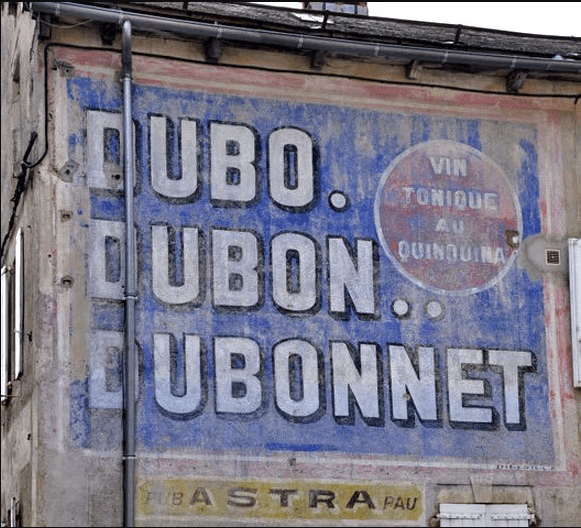 DUBO.
VIN
TONIQUE
AU
QUINQUINA
DUBON..
DUBONNET
PUB ASTRA PAU